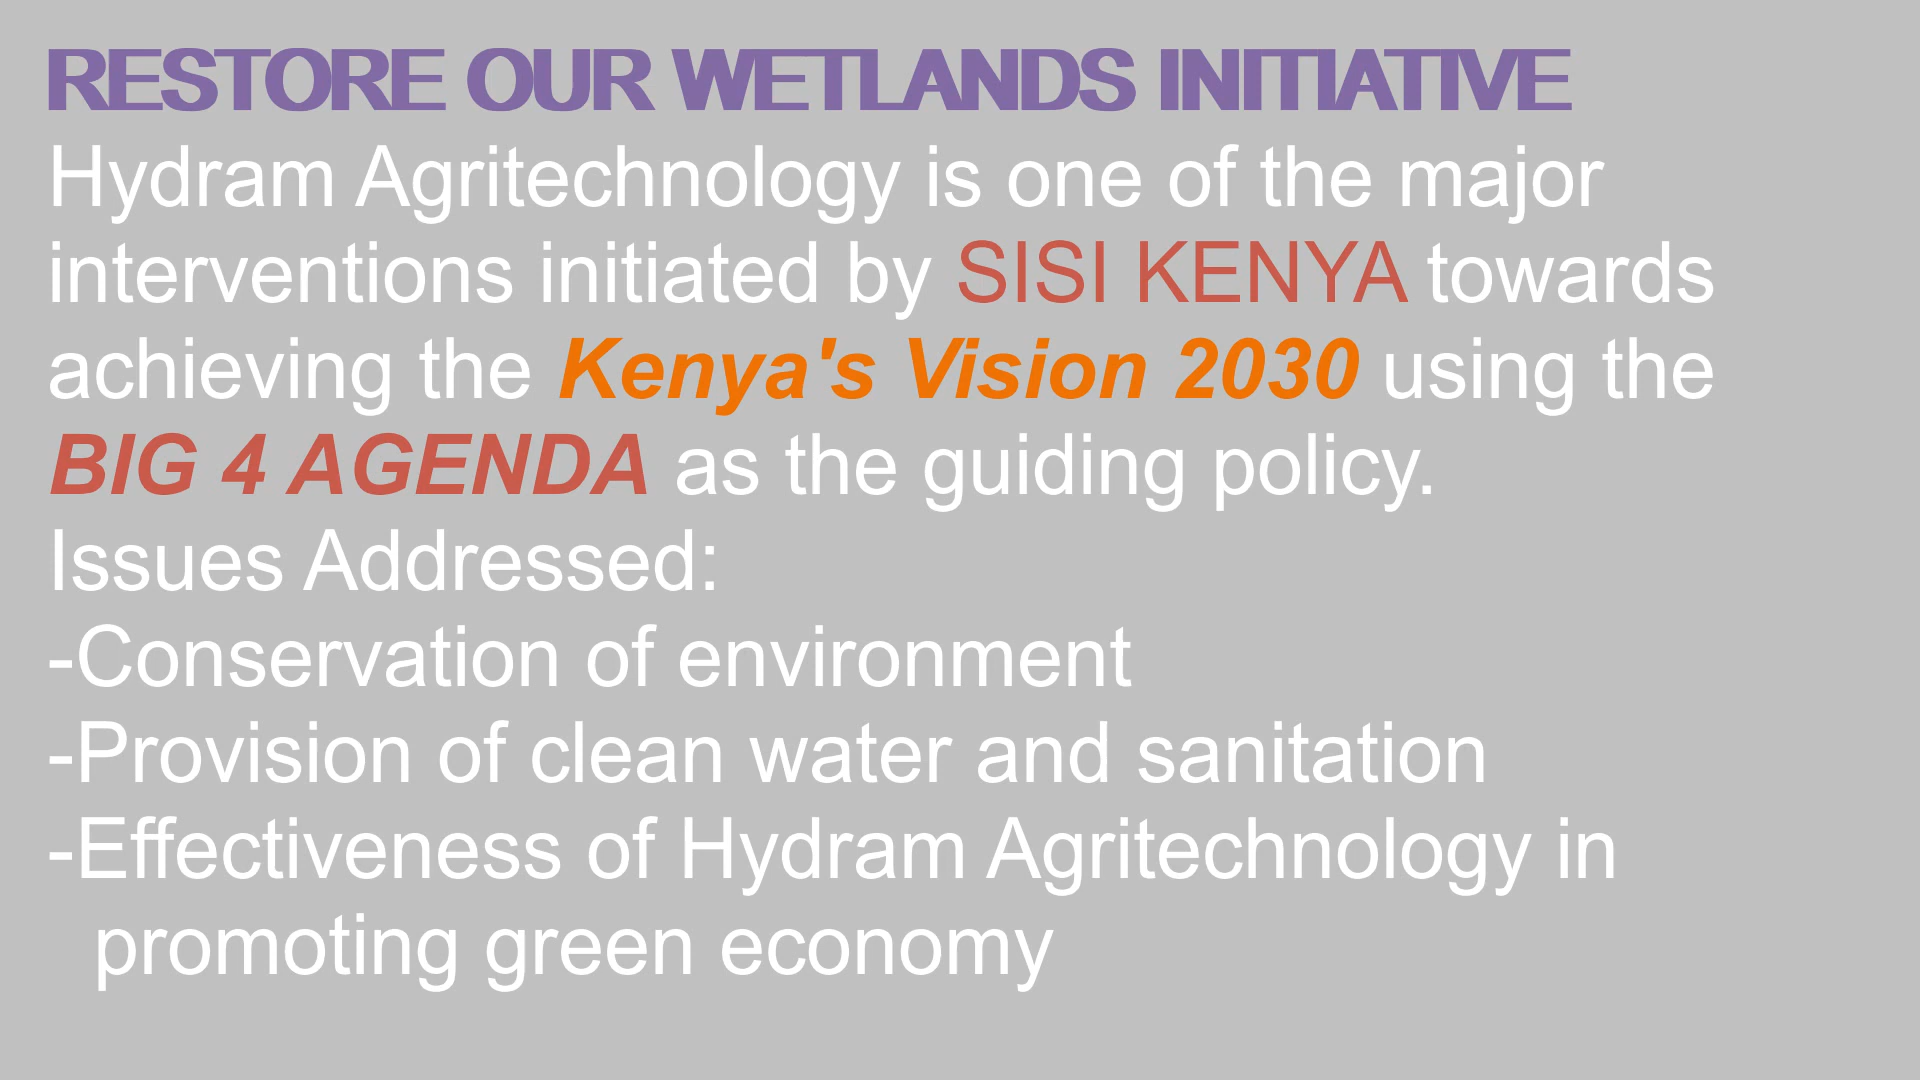 RESTORE OUR WETLANDS INITIATIVE
Hydram Agritechnology is one of the major
interventions initiated by SISI KENYA towards
achieving the Kenya's Vision 2030 using the
BIG 4 AGENDA as the guiding policy.
Issues Addressed:
-Conservation of environment
-Provision of clean water and sanitation
-Effectiveness of Hydram Agritechnology in
promoting green economy